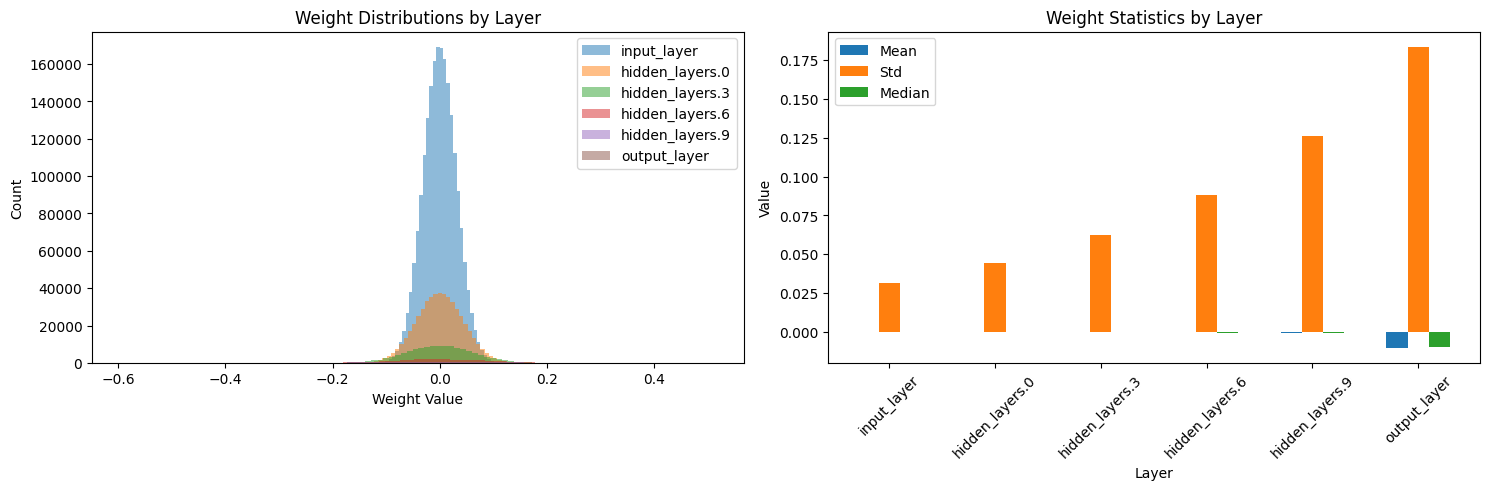 Weight Distributions by Layer
160000
140000
120000
100000
80000
60000
40000
20000
0
Count
−0.6
−0.4
−0.2
0.0
0.2
0.4
Weight Value
input_layer
hidden_layers.0
hidden_layers.3
hidden_layers.6
hidden_layers.9
output_layer
Weight Statistics by Layer
Mean
Std
Median
0.175
0.150
0.125
0.100
0.075
0.050
0.025
0.000
Value
input_layer
hidden_layers.0
hidden_layers.3
hidden_layers.6
hidden_layers.9
output_layer
Layer